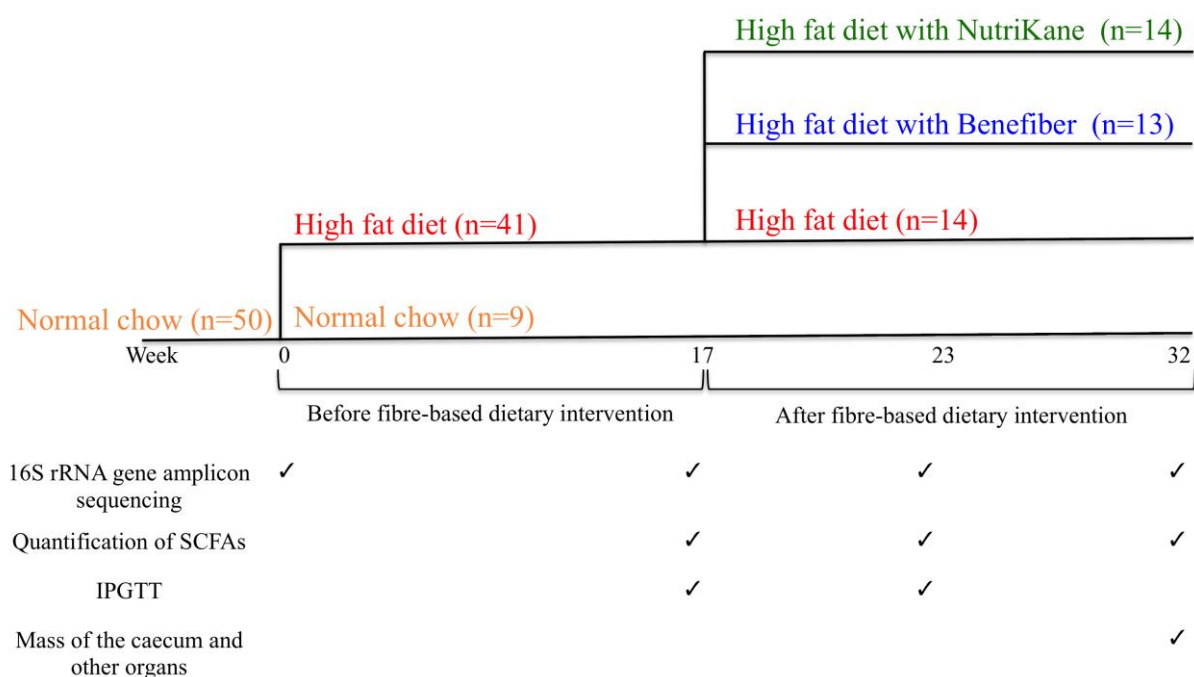 High fat diet with NutriKane (n=14)
High fat diet with Benefiber (n=13)
High fat diet (n=41)
High fat diet (n=14)
Normal chow (n=50)
Normal chow (n=9)
Week 0 17 23 32
Before fibre-based dietary intervention
After fibre-based dietary intervention
16S rRNA gene amplicon
sequencing
✓ ✓ ✓ ✓
Quantification of SCFAs
✓ ✓ ✓
IPGTT
✓ ✓
Mass of the caecum and
other organs
✓